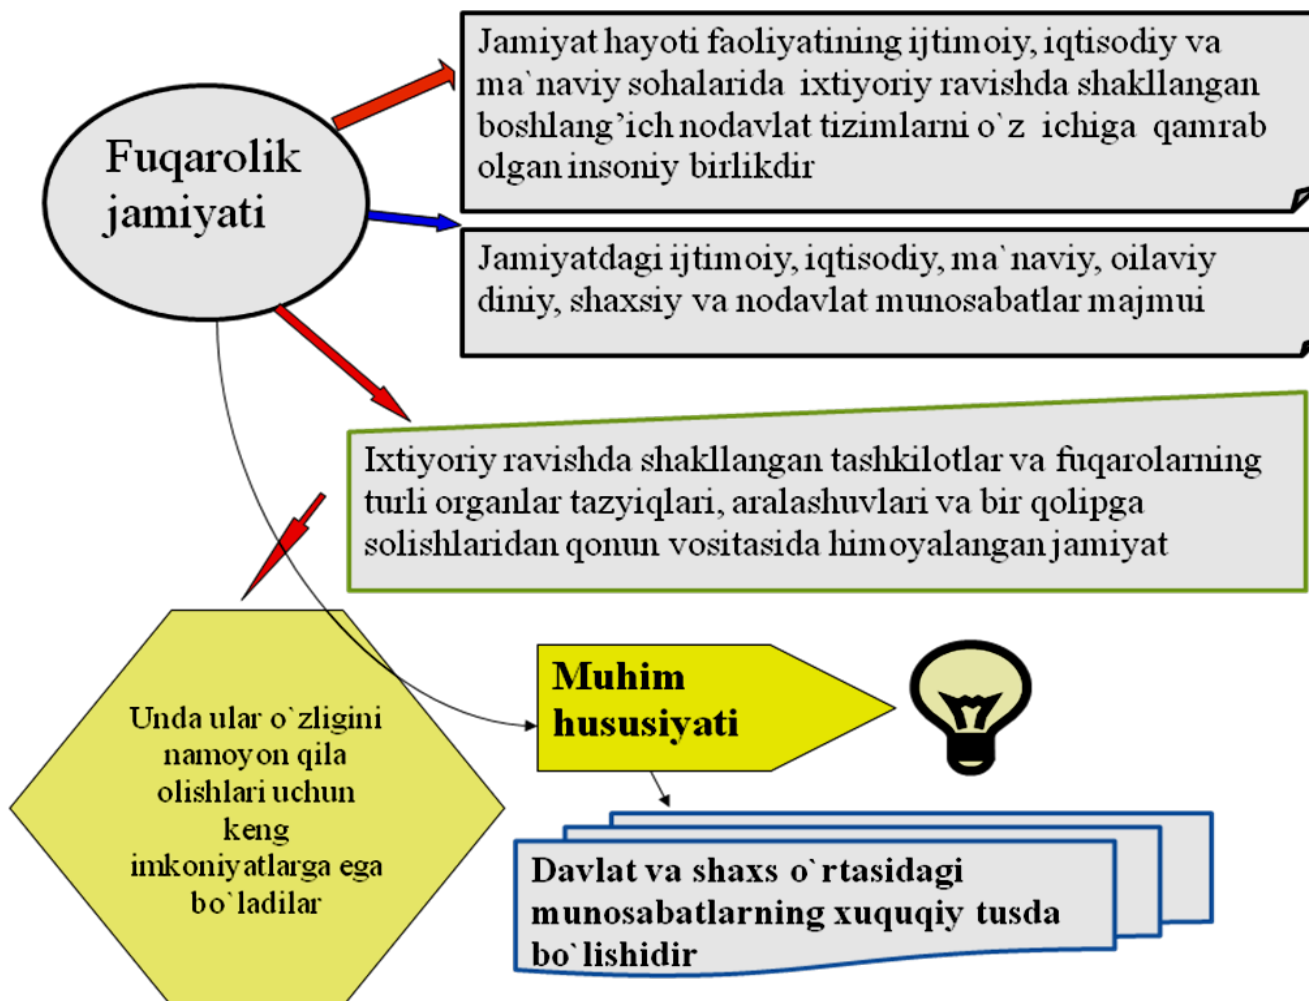 Fuqarolik
jamiyati
Jamiyat hayoti faoliyatining ijtimoiy, iqtisodiy va
ma`naviy sohalarida ixtiyoriy ravishda shakllangan
boshlang’ich nodavlat tizimlarni o`z ichiga qamrab
olgan insoniy birlikdir
Jamiyatdagi ijtimoiy, iqtisodiy, ma`naviy, oilaviy
diniy, shaxsiy va nodavlat munosabatlar majmui
Ixtiyoriy ravishda shakllangan tashkilotlar va fuqarolarning
turli organlar tazyiqlari, aralashuvlari va bir qolipga
solishlaridan qonun vositasida himoyalangan jamiyat
Unda ular o`zligini
namoyon qila
olishlari uchun
keng
imkoniyatlarga ega
bo`ladilar
Muhim
hususiyati
Davlat va shaxs o`rtasidagi
munosabatlarning xuquqiy tusda
bo`lishidir